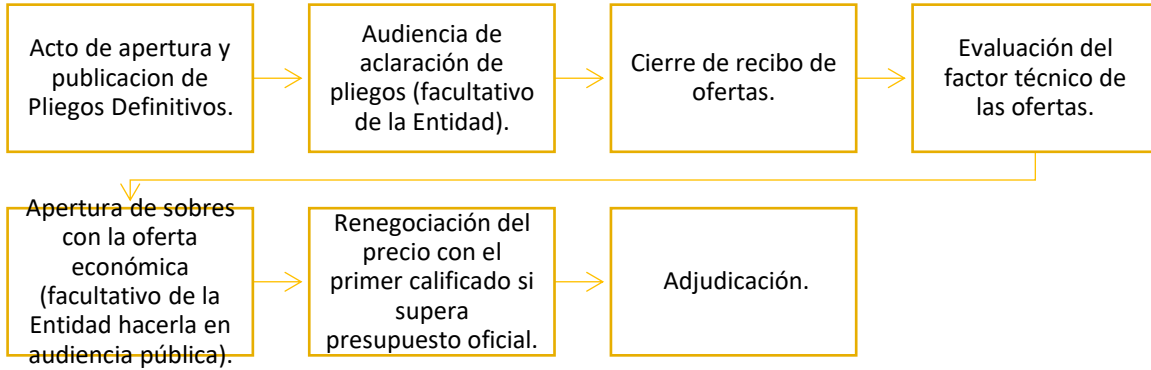 Acto de apertura y
publicacion de
Pliegos Definitivos.
Audiencia de
aclaración de
pliegos (facultativo
de la Entidad).
Cierre de recibo de
ofertas.
Evaluación del
factor técnico de
las ofertas.
Apertura de sobres
con la oferta
económica
(facultativo de la
Entidad hacerla en
audiencia pública).
Renegociación del
precio con el
primer calificado si
supera
presupuesto oficial.
Adjudicación.